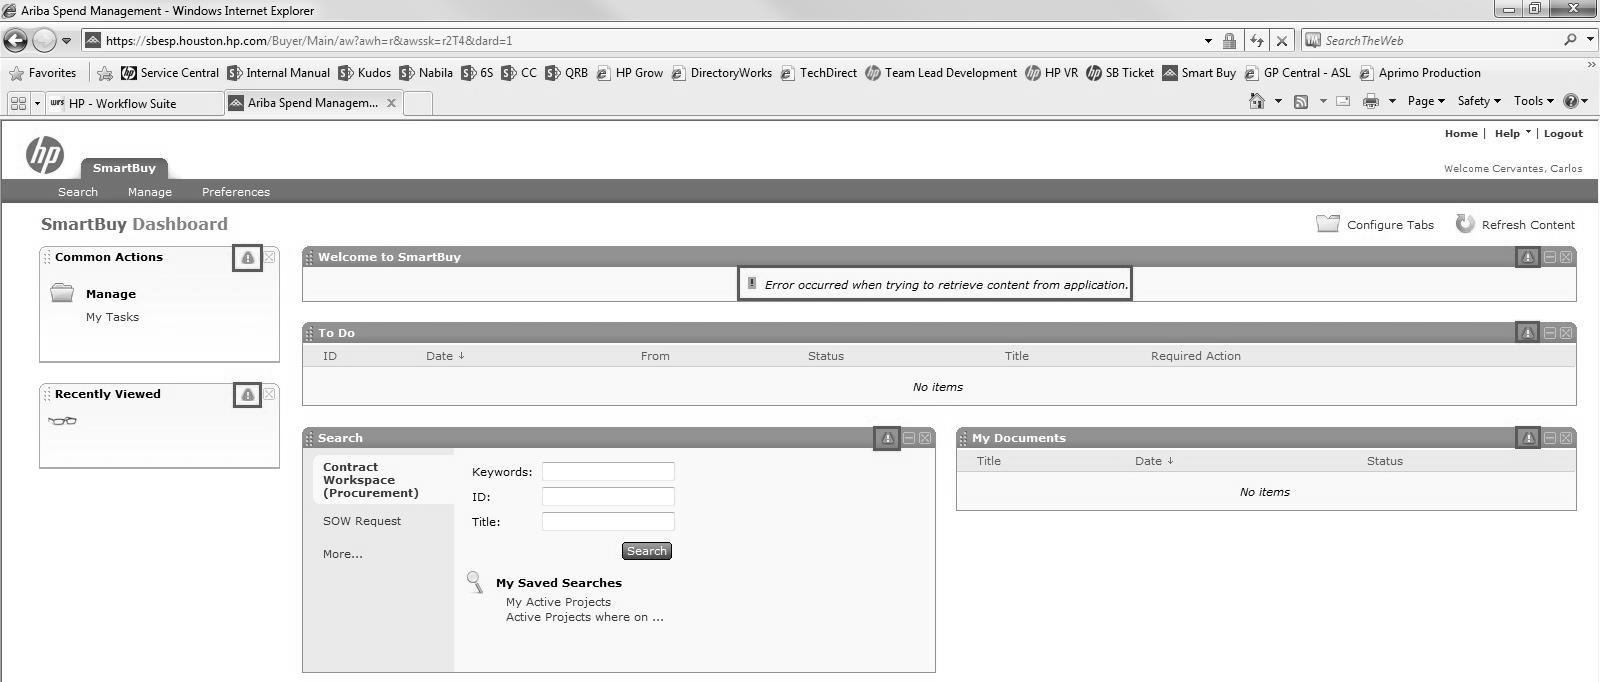 Ariba Spend Management - Windows Internet Explorer
https://sbesp.houston.hp.com/Buyer/Main/aw?awh=r&awssk=r2T4&dard=1
SearchTheWeb
Favorites
Service Central
Internal Manual
Kudos
Nabila
6S
CC
QRB
HP Grow
DirectoryWorks
TechDirect
Team Lead Development
HP VR
SB Ticket
Smart Buy
GP Central - ASL
Aprimo Production
»
HP - Workflow Suite
Ariba Spend Managem...
Page
Safety
Tools
Home | Help | Logout
hp
SmartBuy
Welcome Cervantes, Carlos
Search
Manage
Preferences
SmartBuy Dashboard
Configure Tabs
Refresh Content
Common Actions
Manage
My Tasks
Recently Viewed
Welcome to SmartBuy
Error occurred when trying to retrieve content from application.
To Do
ID Date ↓ From Status Title Required Action
No items
Search
Contract
Workspace
(Procurement)
SOW Request
More...
Keywords:
ID:
Title:
Search
My Saved Searches
My Active Projects
Active Projects where on ...
My Documents
Title Date ↓ Status
No items